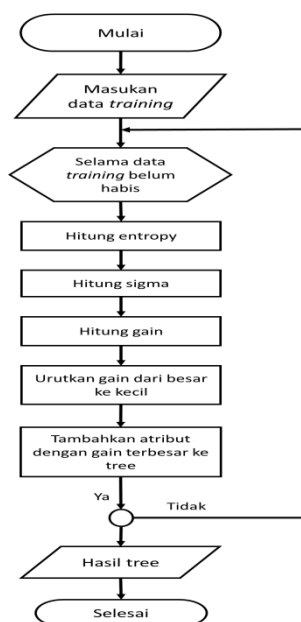 Mulai
Masukan
data training
Selama data
training belum
habis
Hitung entropy
Hitung sigma
Hitung gain
Urutkan gain dari besar
ke kecil
Tambahkan atribut
dengan gain terbesar ke
tree
Ya
Tidak
Hasil tree
Selesai